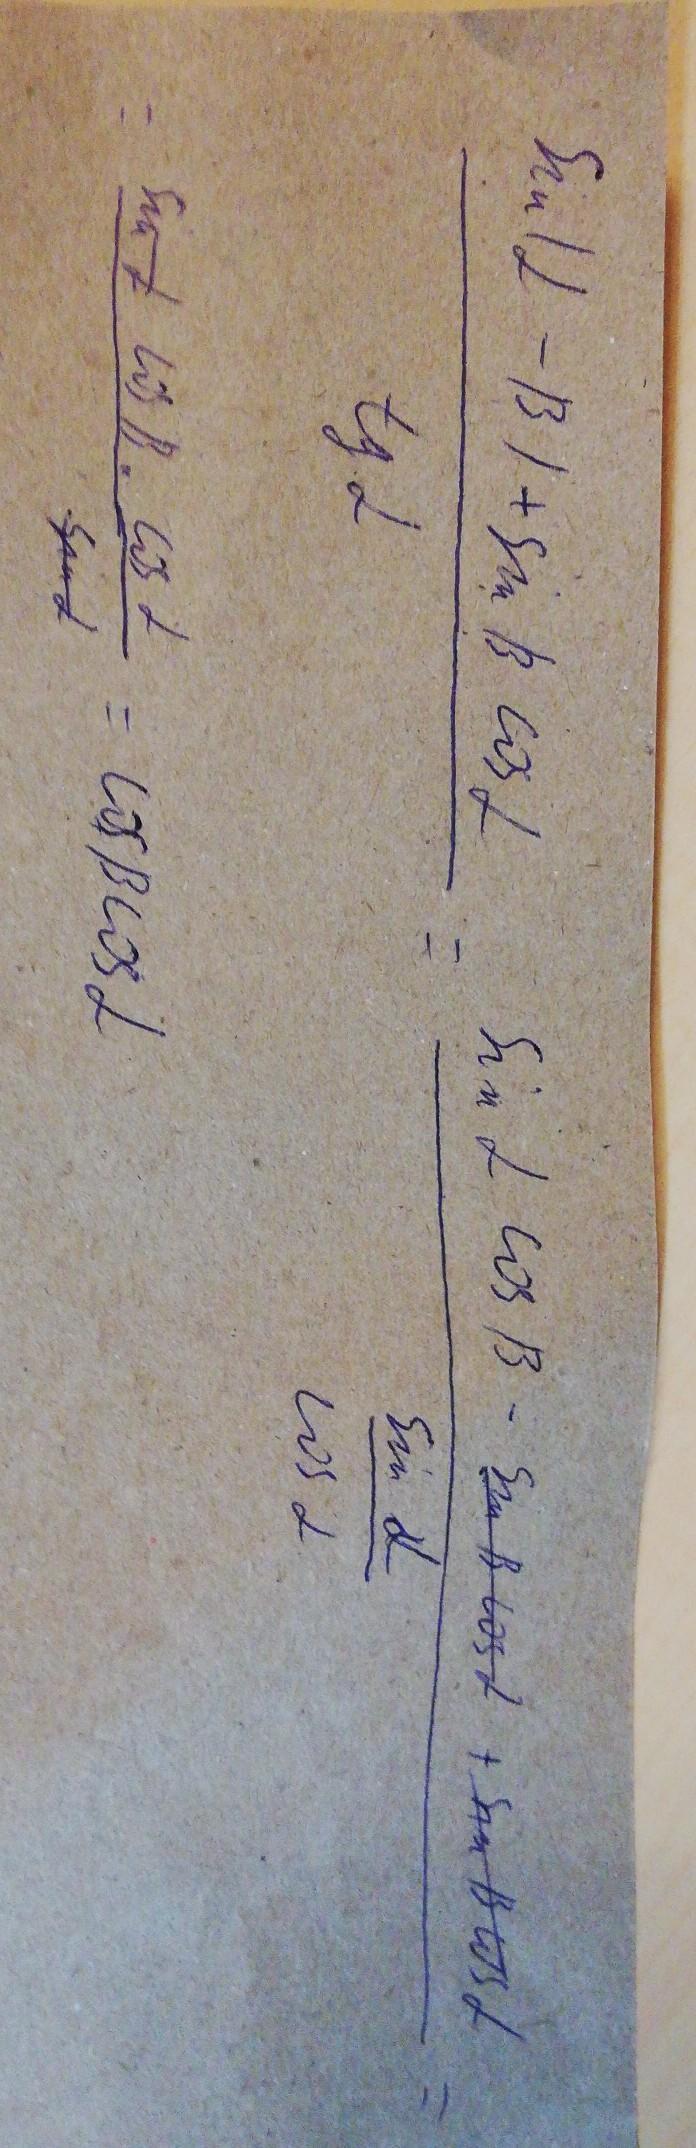 sin(α - β) + sin β cos α / tg α = sin α cos β - sin β cos α + sin β cos α / sin α / cos α =
= sin α cos β · cos α / sin α = cos β cos α